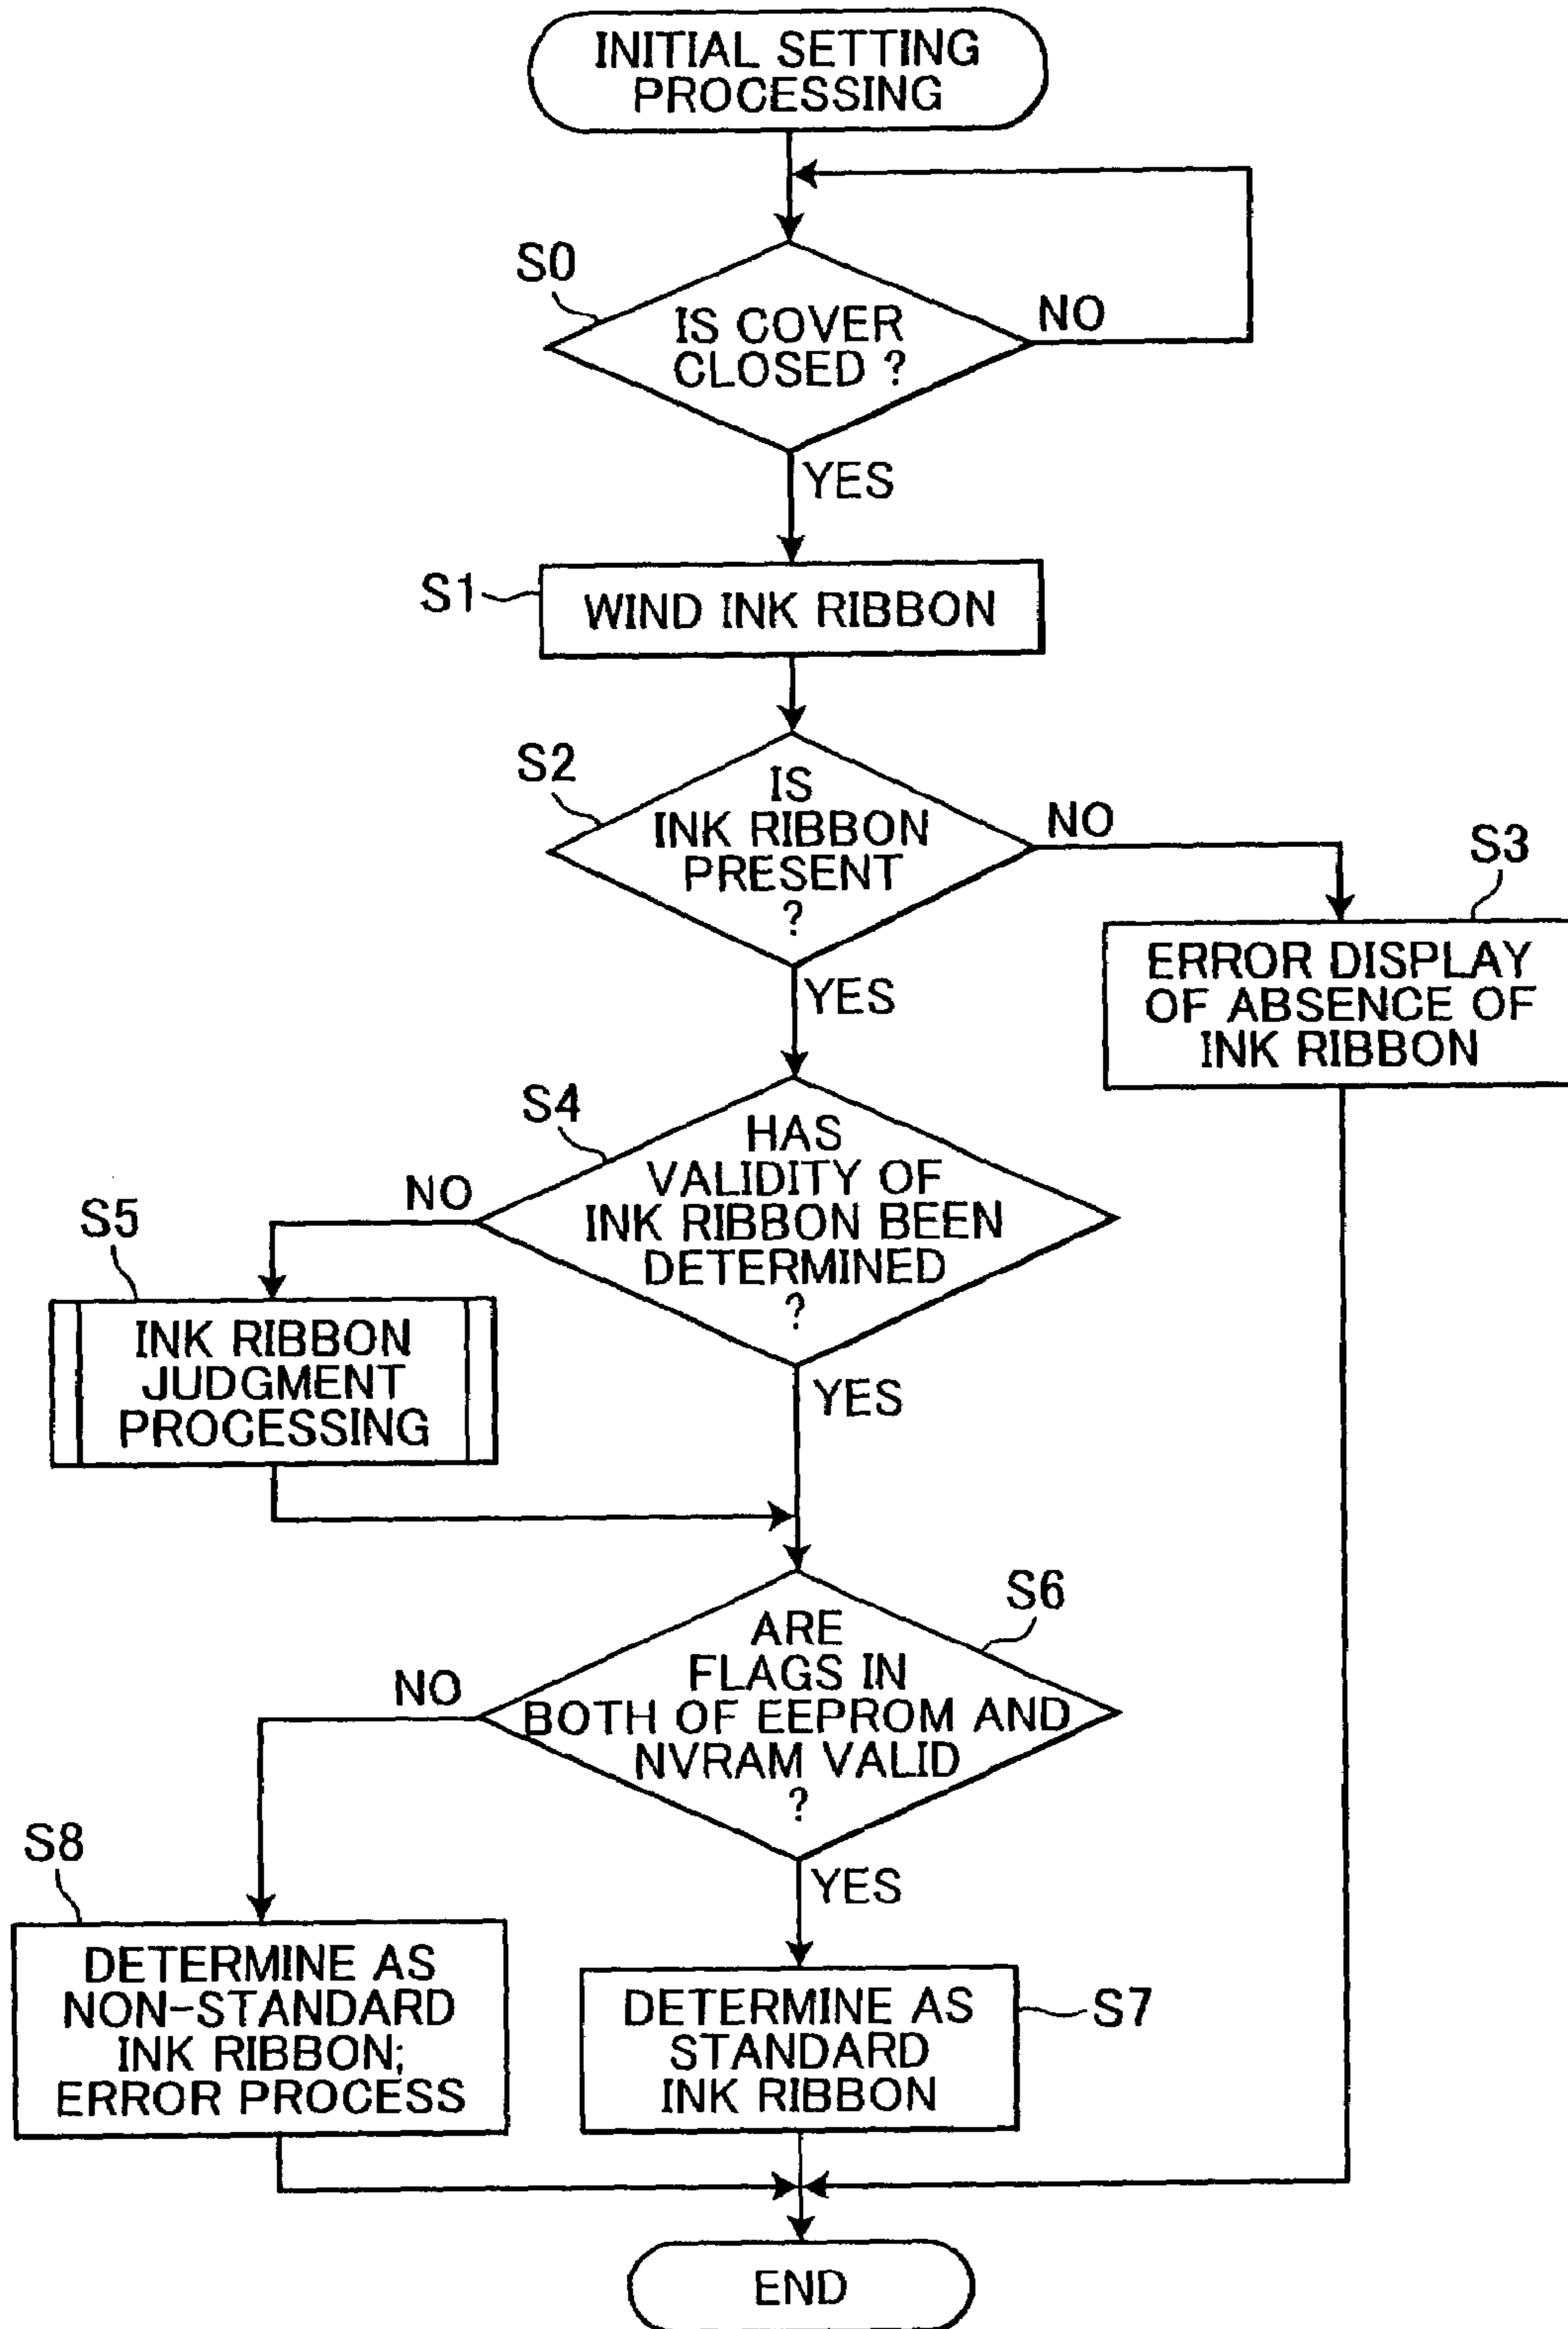 INITIAL SETTING
PROCESSING
S0
IS COVER
CLOSED ?
NO
YES
S1
WIND INK RIBBON
S2
IS
INK RIBBON
PRESENT
?
NO
YES
S3
ERROR DISPLAY
OF ABSENCE OF
INK RIBBON
S4
HAS
VALIDITY OF
INK RIBBON BEEN
DETERMINED
?
NO
YES
S5
INK RIBBON
JUDGMENT
PROCESSING
S6
ARE
FLAGS IN
BOTH OF EEPROM AND
NVRAM VALID
?
NO
YES
S8
DETERMINE AS
NON-STANDARD
INK RIBBON;
ERROR PROCESS
DETERMINE AS
STANDARD
INK RIBBON
S7
END